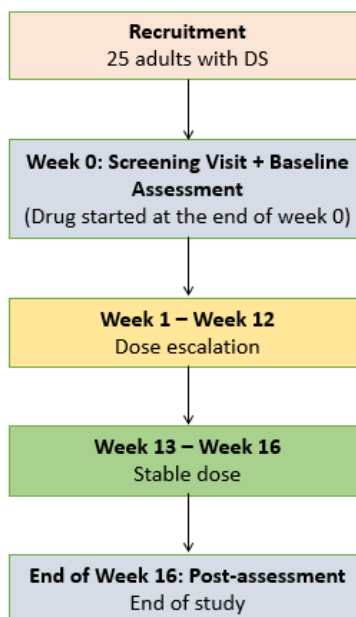 Recruitment
25 adults with DS
Week 0: Screening Visit + Baseline
Assessment
(Drug started at the end of week 0)
Week 1 – Week 12
Dose escalation
Week 13 – Week 16
Stable dose
End of Week 16: Post-assessment
End of study